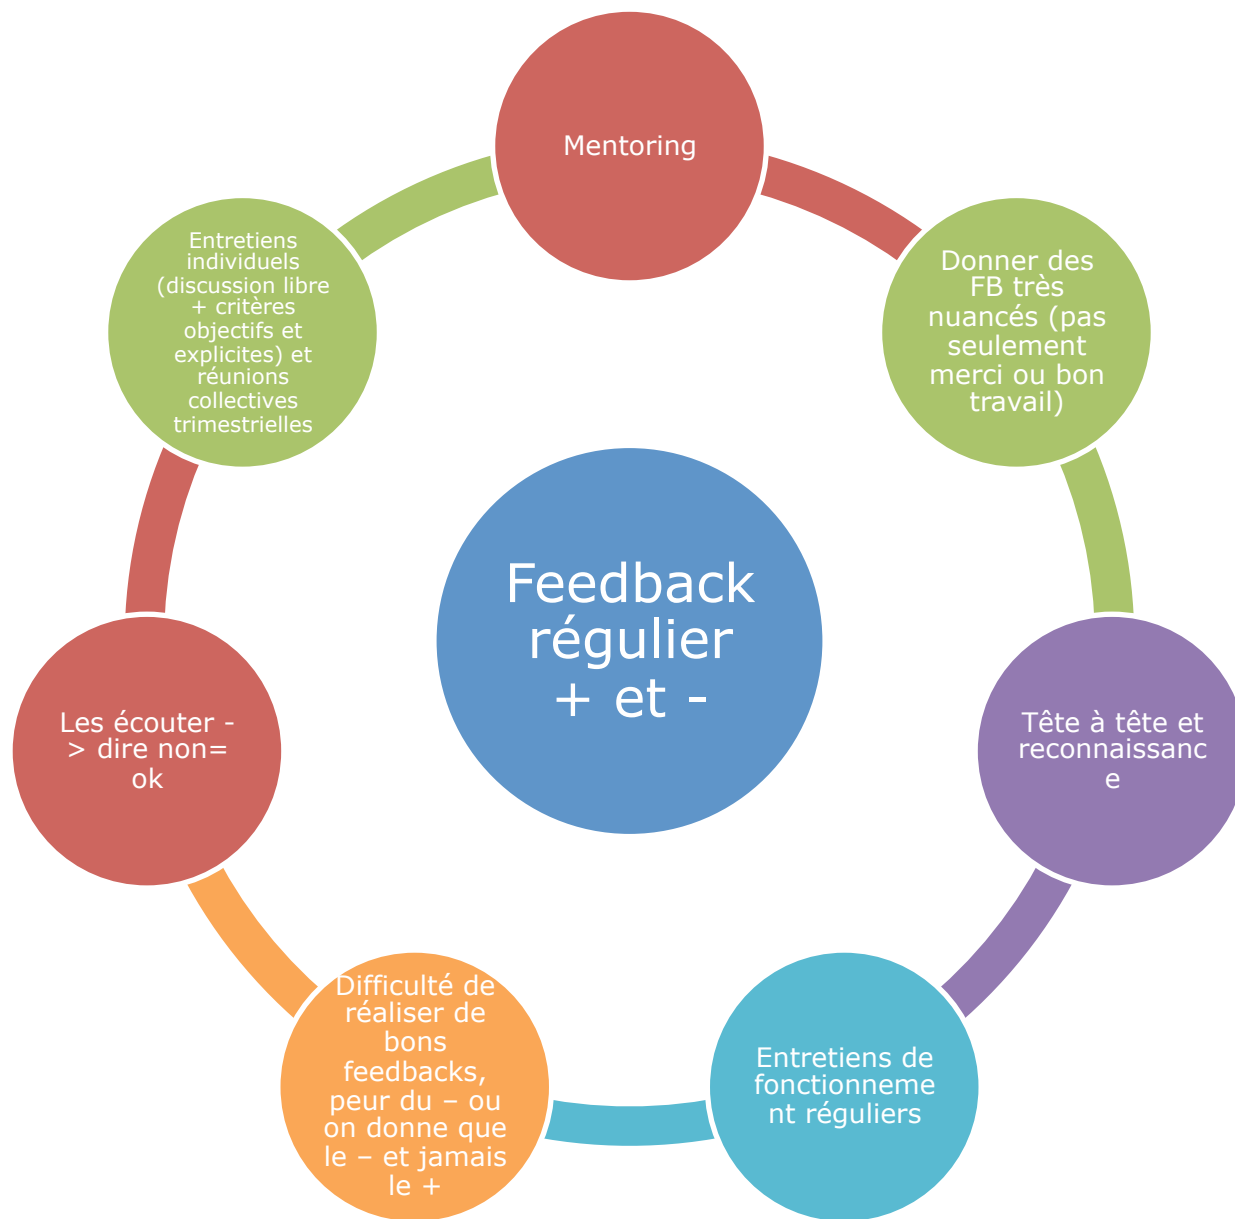 Mentoring
Donner des
FB très
nuancés (pas
seulement
merci ou bon
travail)
Tête à tête et
reconnaissanc
e
Entretiens de
fonctionneme
nt réguliers
Difficulté de
réaliser de
bons
feedbacks,
peur du – ou
on donne que
le – et jamais
le +
Les écouter -
> dire non=
ok
Entretiens
individuels
(discussion libre
+ critères
objectifs et
explicites) et
réunions
collectives
trimestrielles
Feedback
régulier
+ et -